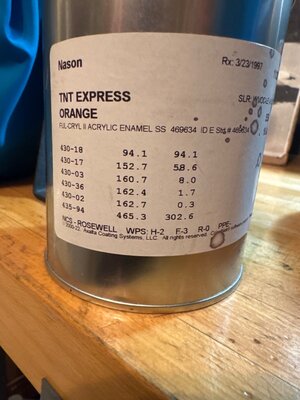 Nason Rx: 3/23/1997
TNT EXPRESS
ORANGE
FUL-CRYL II ACRYLIC ENAMEL SS 469634 ID E Std.# 469634
430-18 94.1 94.1
430-17 152.7 58.6
430-03 160.7 8.0
430-36 162.4 1.7
430-02 162.7 0.3
435-94 465.3 302.6
NCS - ROSEWELL WPS: H-2 F-3 R-0 PPE-
Axalta Coating Systems, LLC. All rights reserved.